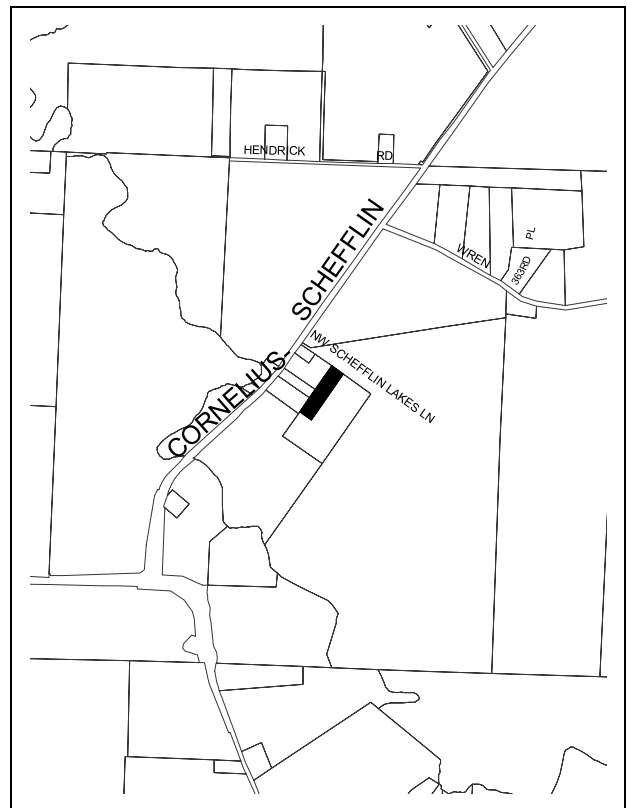 HENDRICK RD
CORNELIUS-SCHEFFLIN
WREN
363RD PL
NW SCHEFFLIN LAKES LN